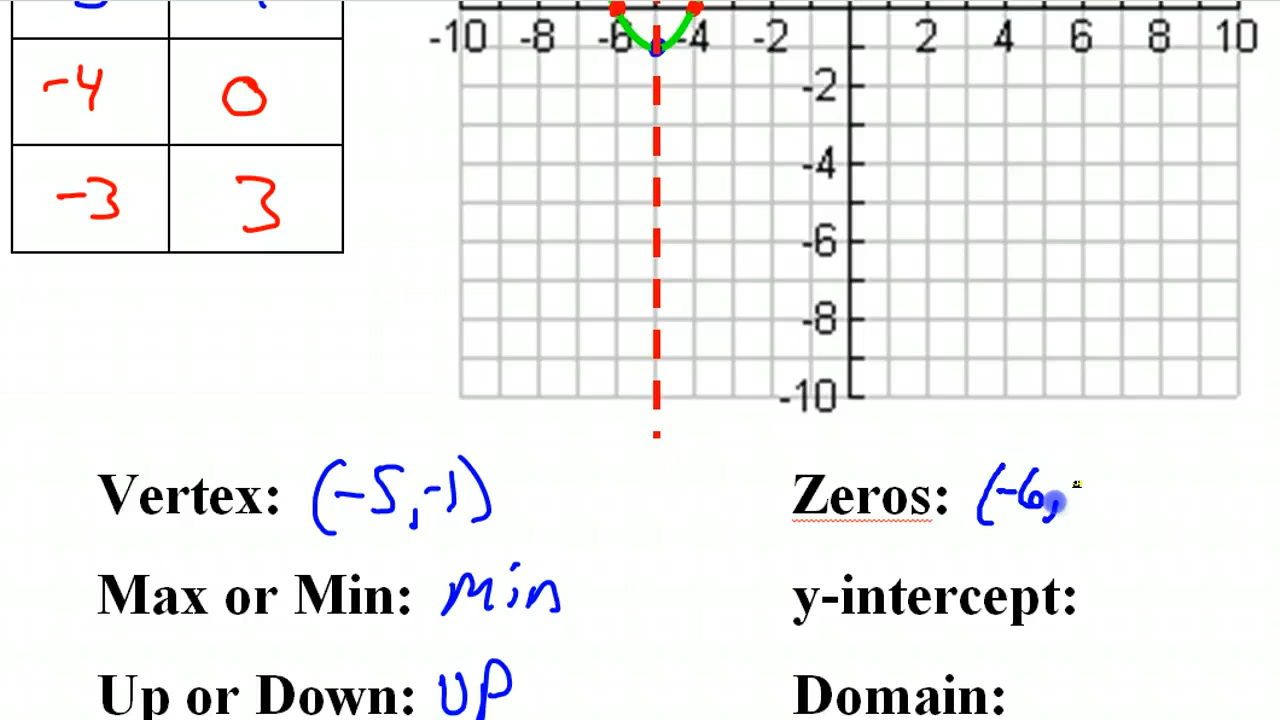 -10 -8 -6 -4 -2 2 4 6 8 10
-4 0
-3 3
-2
-4
-6
-8
-10
Vertex: (-5,-1)
Zeros: (-6,
Max or Min: Min
y-intercept:
Up or Down: UP
Domain: